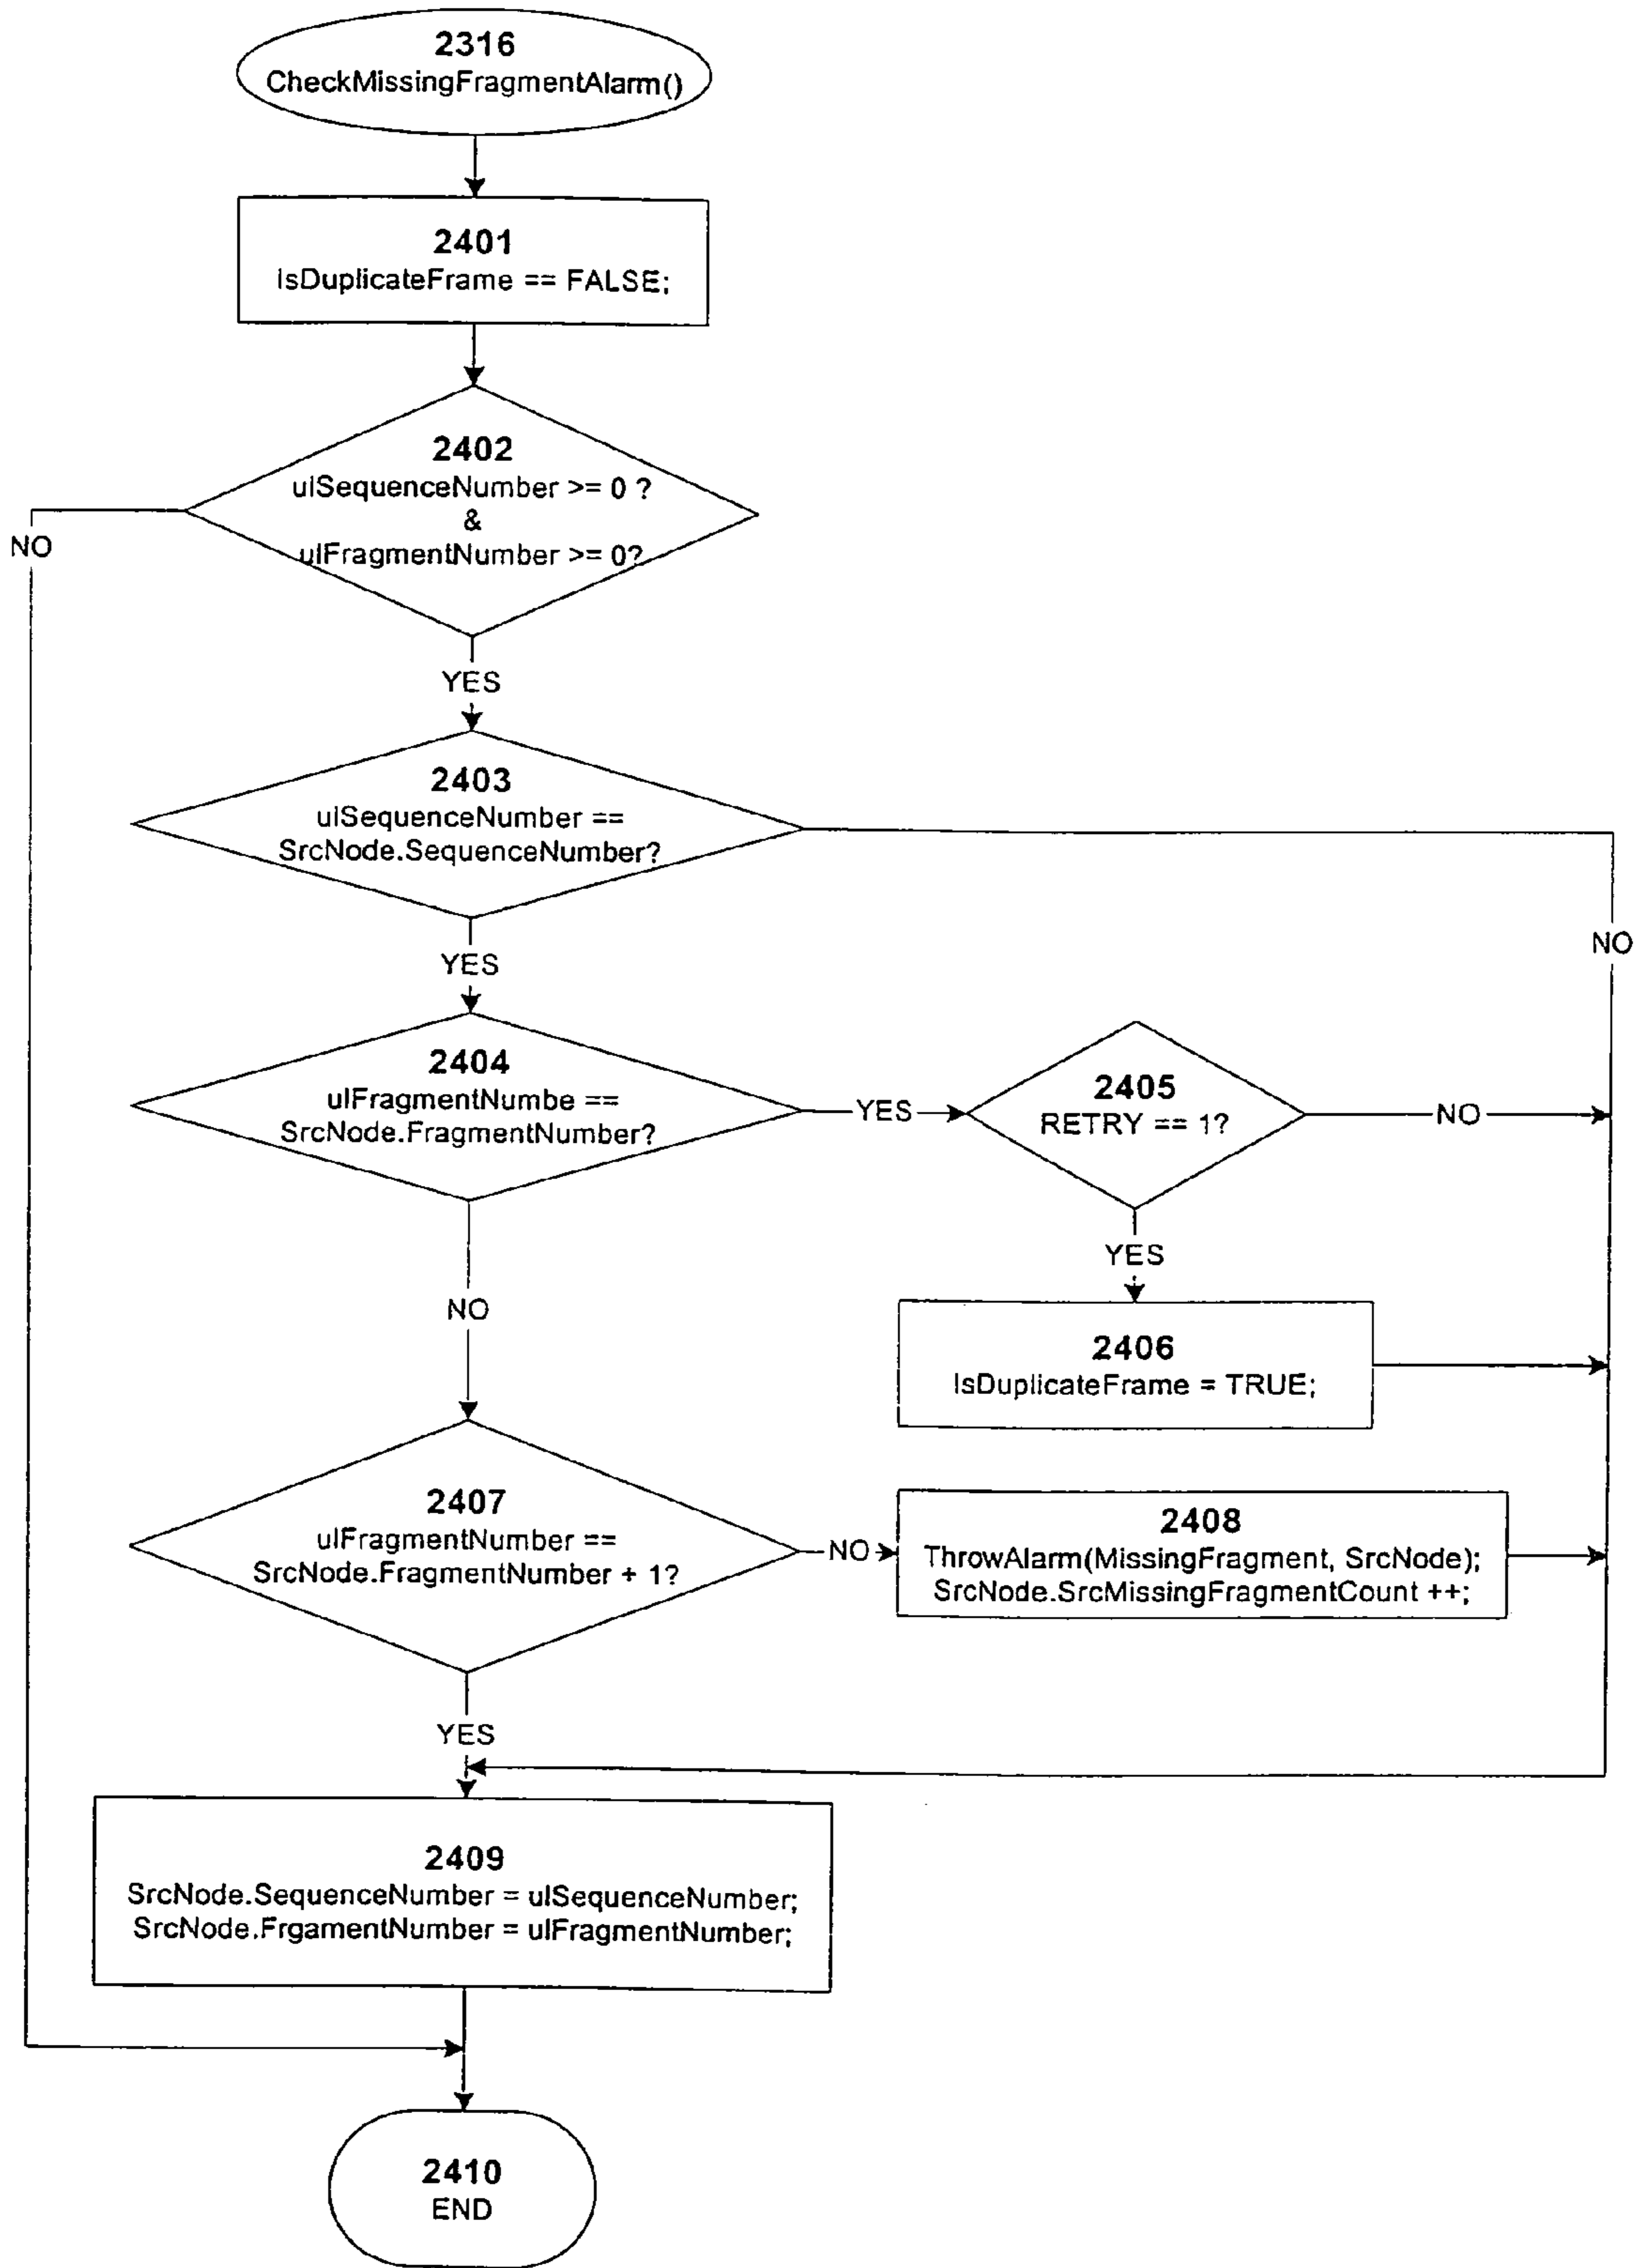 2316
CheckMissingFragmentAlarm()
2401
IsDuplicateFrame == FALSE;
2402
ulSequenceNumber >= 0 ?
&
ulFragmentNumber >= 0?
NO
YES
2403
ulSequenceNumber ==
SrcNode.SequenceNumber?
NO
YES
2404
ulFragmentNumbe ==
SrcNode.FragmentNumber?
YES
2405
RETRY == 1?
NO
YES
NO
2406
IsDuplicateFrame = TRUE;
2407
ulFragmentNumber ==
SrcNode.FragmentNumber + 1?
NO
2408
ThrowAlarm(MissingFragment, SrcNode);
SrcNode.SrcMissingFragmentCount ++;
YES
2409
SrcNode.SequenceNumber = ulSequenceNumber;
SrcNode.FrgamentNumber = ulFragmentNumber;
2410
END